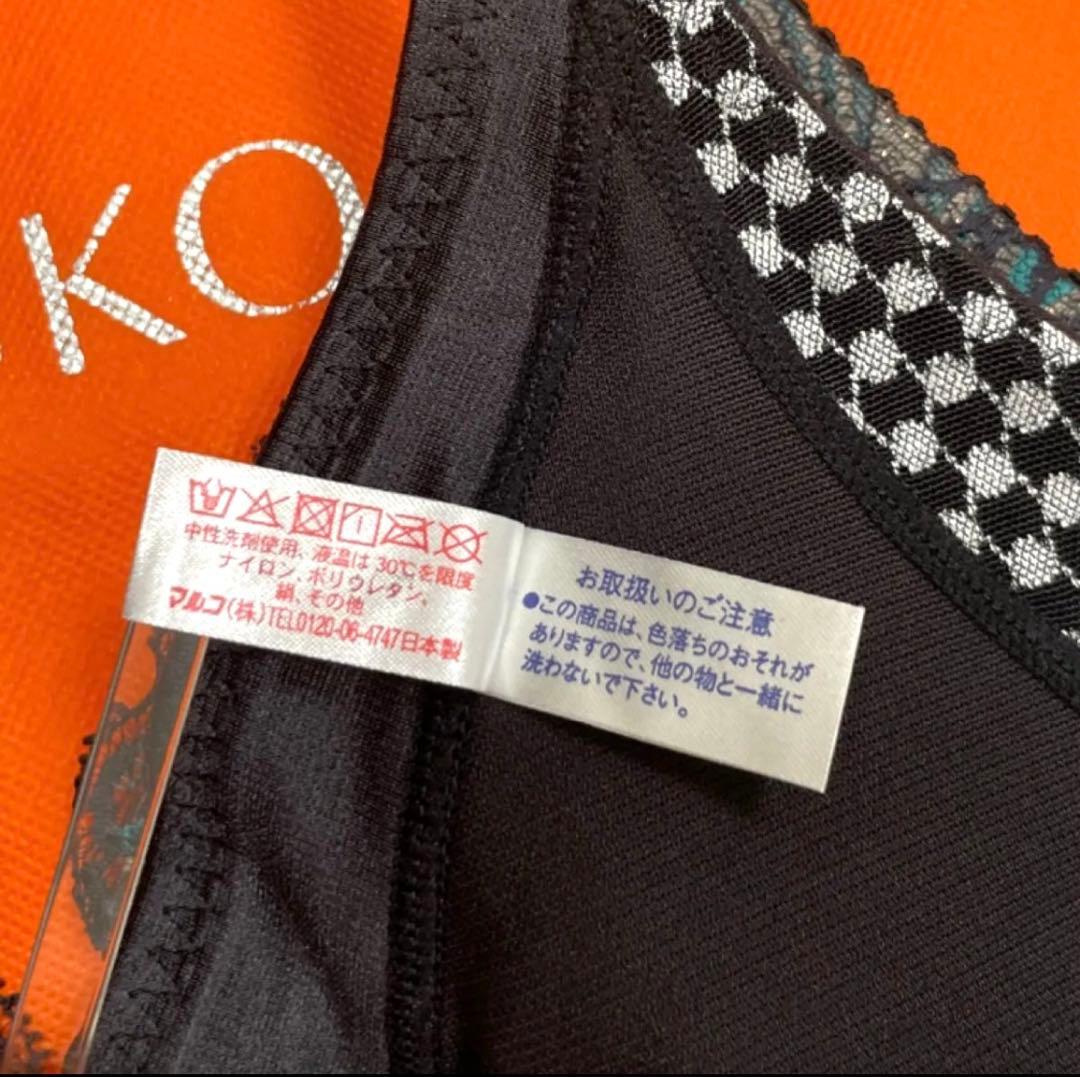 KO
中性洗剤使用、液温は30℃を限度
ナイロン、ポリウレタン、
絹、その他
マルコ(株)TEL0120-06-4747日本製
お取扱いのご注意
●この商品は、色落ちのおそれが
ありますので、他の物と一緒に
洗わないで下さい。